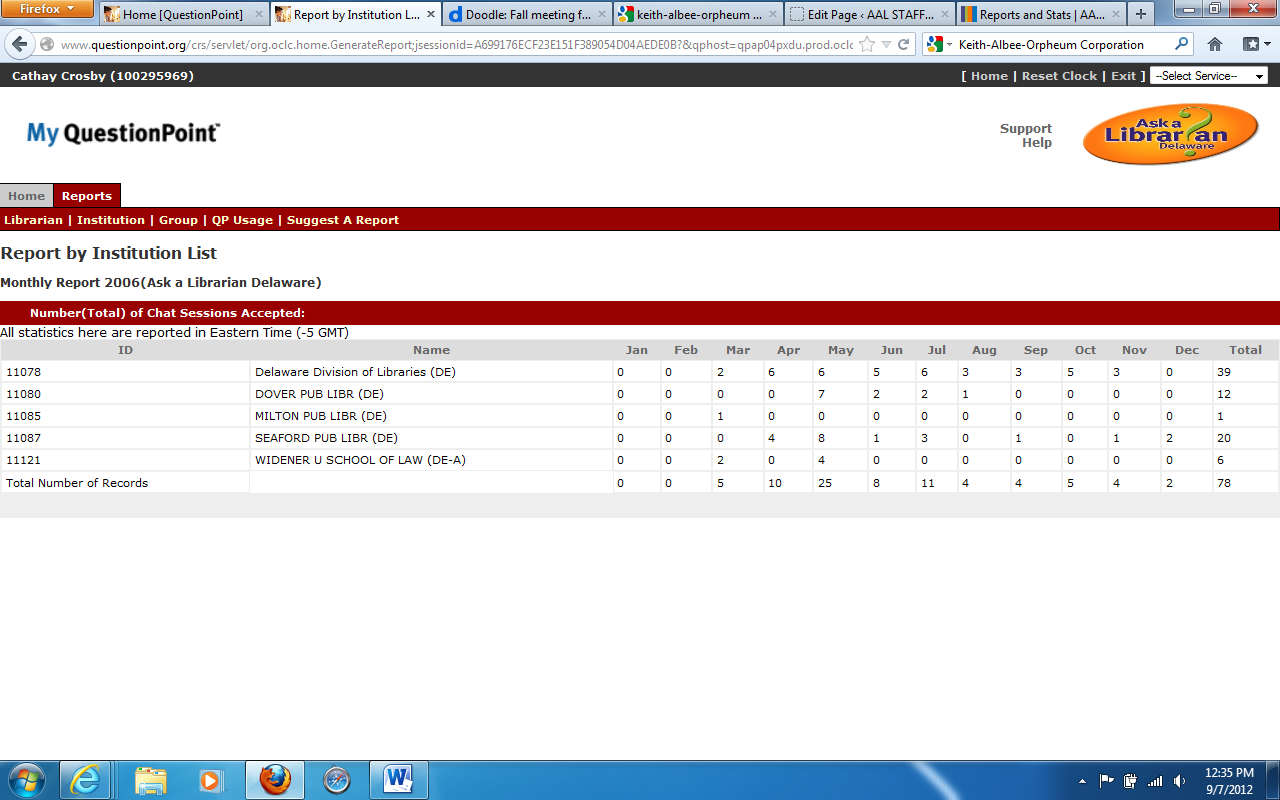 Firefox
Home [QuestionPoint]
Report by Institution L...
Doodle: Fall meeting f...
keith-albee-orpheum ...
Edit Page ‹ AAL STAFF...
Reports and Stats | AA...
www.questionpoint.org/crs/servlet/org.oclc.home.GenerateReport;jsessionid=A699176ECF23E151F389054D04AEDE0B?&qphost=qpap04pxdu.prod.oclc
Keith-Albee-Orpheum Corporation
Cathay Crosby (100295969)
[ Home | Reset Clock | Exit ]
--Select Service--
My QuestionPoint™
Support
Help
Ask a
Librar?an
Delaware
Home
Reports
Librarian | Institution | Group | QP Usage | Suggest A Report
Report by Institution List
Monthly Report 2006(Ask a Librarian Delaware)
Number(Total) of Chat Sessions Accepted:
All statistics here are reported in Eastern Time (-5 GMT)
ID Name Jan Feb Mar Apr May Jun Jul Aug Sep Oct Nov Dec Total
11078 Delaware Division of Libraries (DE) 0 0 2 6 6 5 6 3 3 5 3 0 39
11080 DOVER PUB LIBR (DE) 0 0 0 0 7 2 2 1 0 0 0 0 12
11085 MILTON PUB LIBR (DE) 0 0 1 0 0 0 0 0 0 0 0 0 1
11087 SEAFORD PUB LIBR (DE) 0 0 0 4 8 1 3 0 1 0 1 2 20
11121 WIDENER U SCHOOL OF LAW (DE-A) 0 0 2 0 4 0 0 0 0 0 0 0 6
Total Number of Records 0 0 5 10 25 8 11 4 4 5 4 2 78
12:35 PM
9/7/2012